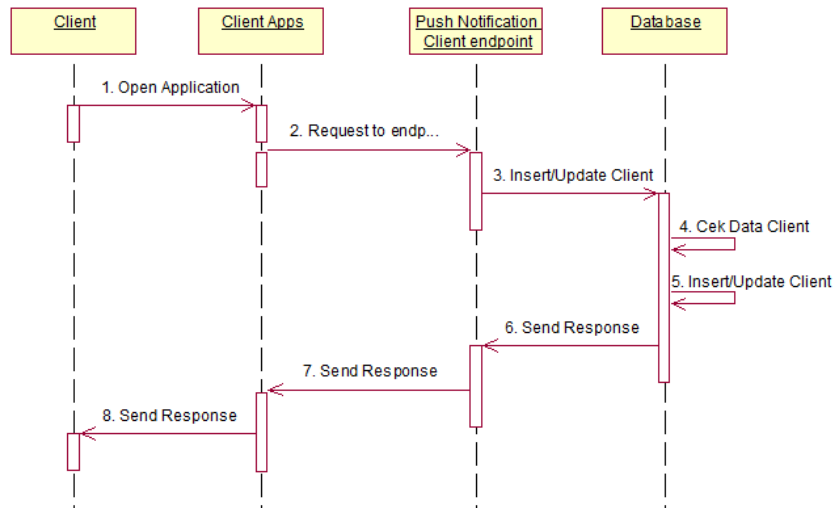 Client
Client Apps
Push Notification
Client endpoint
Database
1. Open Application
2. Request to endp...
3. Insert/Update Client
4. Cek Data Client
5. Insert/Update Client
6. Send Response
7. Send Response
8. Send Response